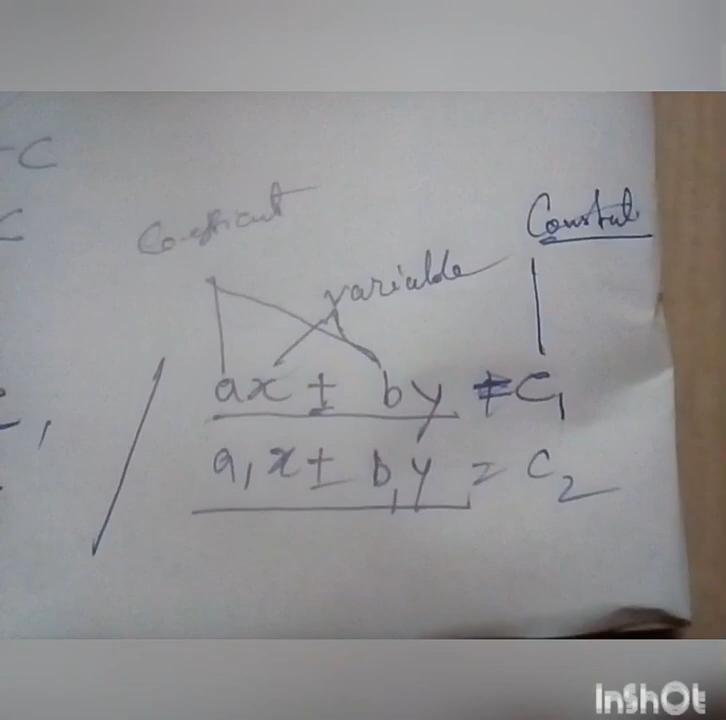 C
C
Coefficient
Constant
variable
ax ± by = C₁
a₁x ± b₁y = C₂
InShOt